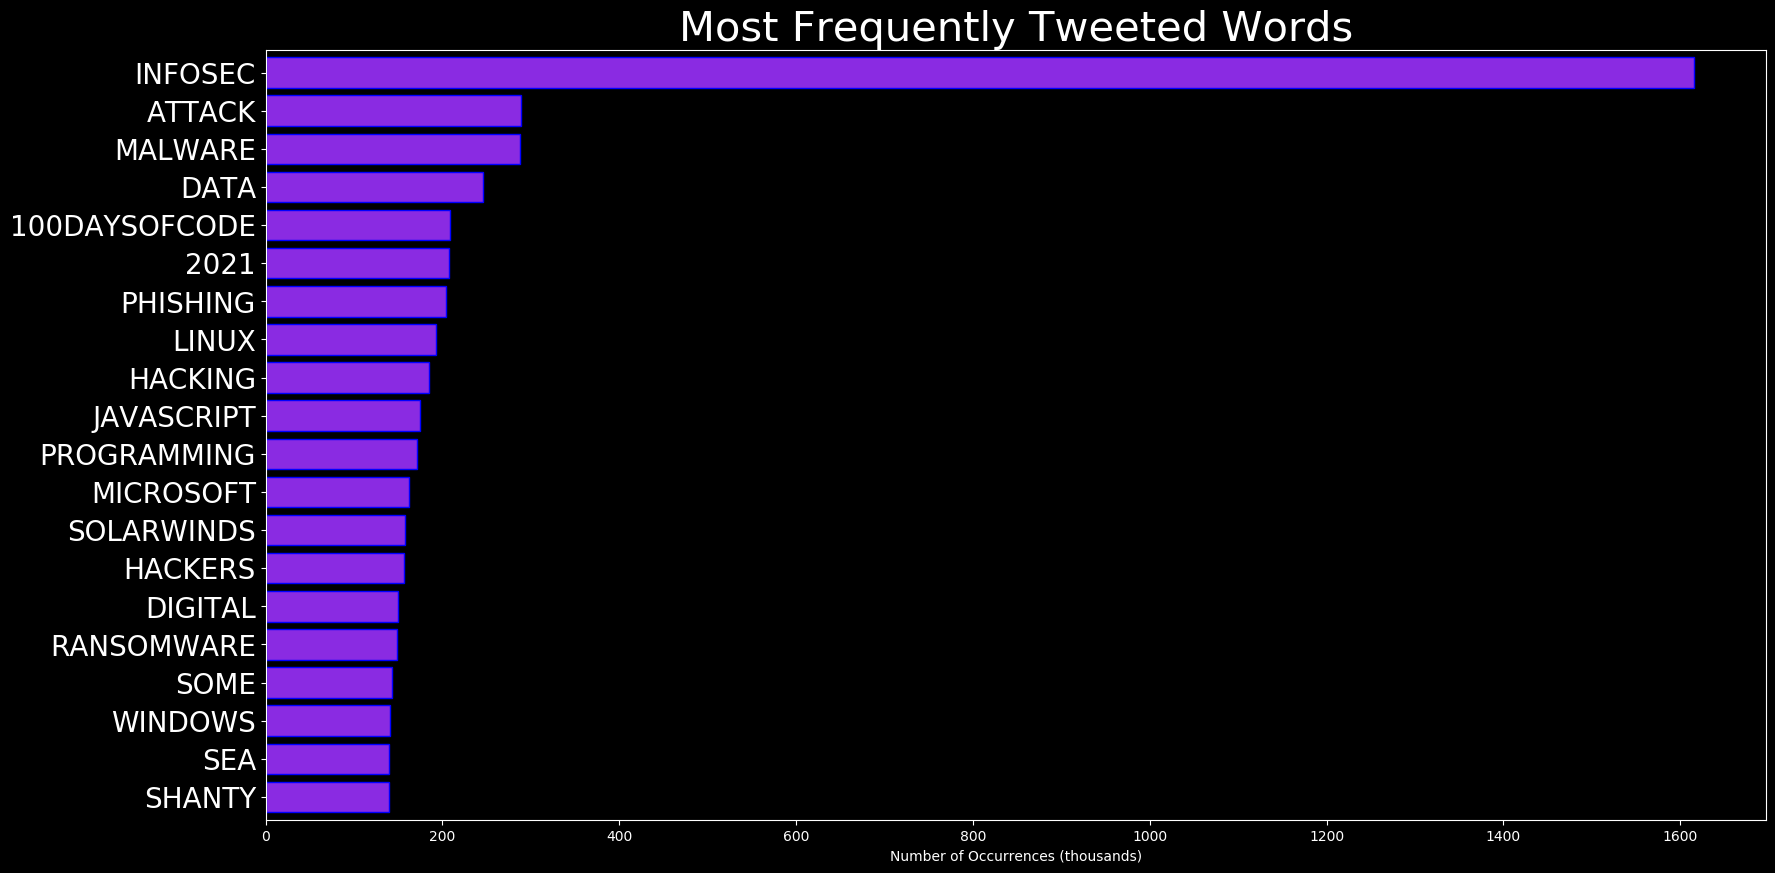 Most Frequently Tweeted Words
INFOSEC
ATTACK
MALWARE
DATA
100DAYSOFCODE
2021
PHISHING
LINUX
HACKING
JAVASCRIPT
PROGRAMMING
MICROSOFT
SOLARWINDS
HACKERS
DIGITAL
RANSOMWARE
SOME
WINDOWS
SEA
SHANTY
0 200 400 600 800 1000 1200 1400 1600
Number of Occurrences (thousands)